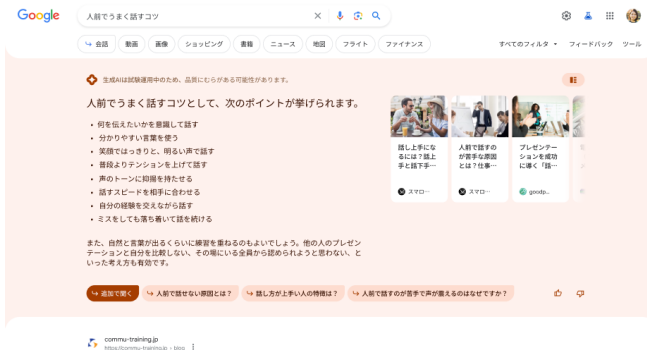 Google
人前でうまく話すコツ
会話
動画
画像
ショッピング
書籍
ニュース
地図
フライト
ファイナンス
すべてのフィルタ
フィードバック
ツール
生成AIは試験運用中のため、品質にむらがある可能性があります。
人前でうまく話すコツとして、次のポイントが挙げられます。
• 何を伝えたいかを意識して話す
• 分かりやすい言葉を使う
• 笑顔ではっきりと、明るい声で話す
• 普段よりテンションを上げて話す
• 声のトーンに抑揚を持たせる
• 話すスピードを相手に合わせる
• 自分の経験を交えながら話す
• ミスをしても落ち着いて話を続ける
また、自然と言葉が出るくらいに練習を重ねるのもよいでしょう。他の人のプレゼン
テーションと自分を比較しない、その場にいる全員から認められようと思わない、と
いった考え方も有効です。
話し上手にな
るには？話上
手と話下手…
スマロ…
人前で話すの
が苦手な原因
とは？仕事…
スマロ…
プレゼンテー
ションを成功
に導く「話…
goodp...
追加で聞く
人前で話せない原因とは？
話し方が上手い人の特徴は？
人前で話すのが苦手で声が震えるのはなぜですか？
commu-training.jp
https://commu-training.jp › blog